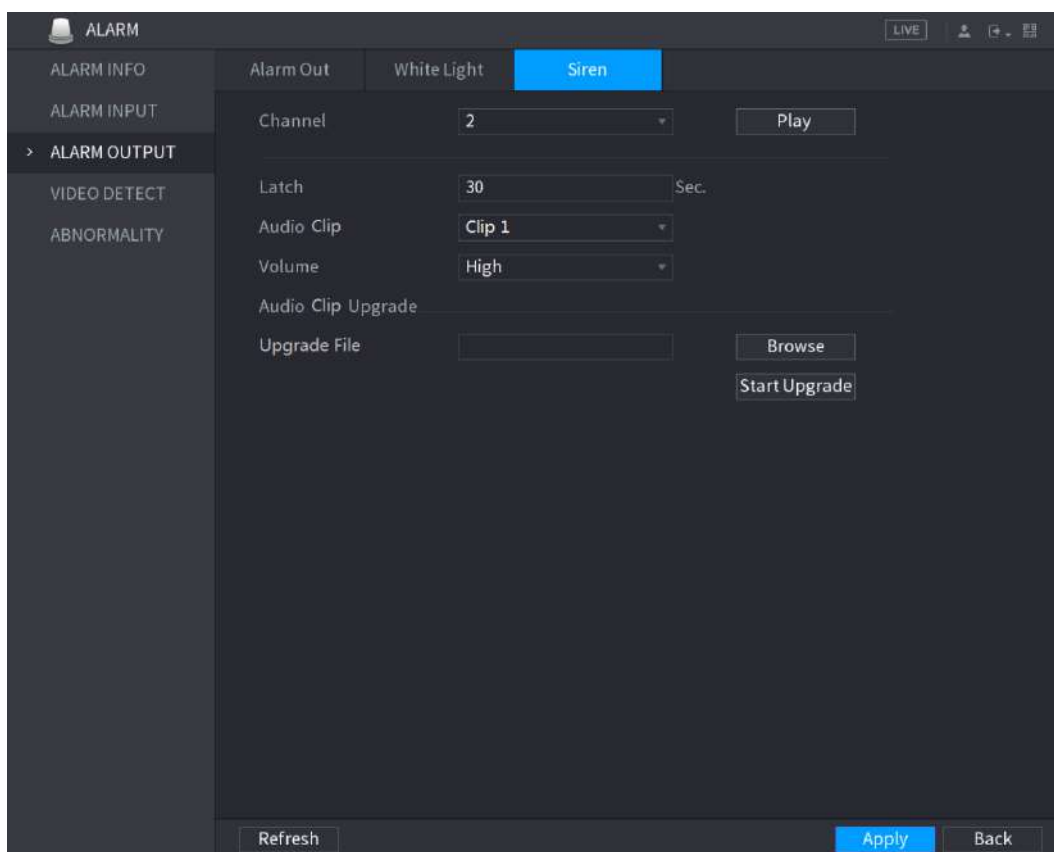 ALARM
LIVE
ALARM INFO
ALARM INPUT
> ALARM OUTPUT
VIDEO DETECT
ABNORMALITY
Alarm Out White Light Siren
Channel 2 Play
Latch 30 Sec.
Audio Clip Clip 1
Volume High
Audio Clip Upgrade
Upgrade File Browse
Start Upgrade
Refresh Apply Back